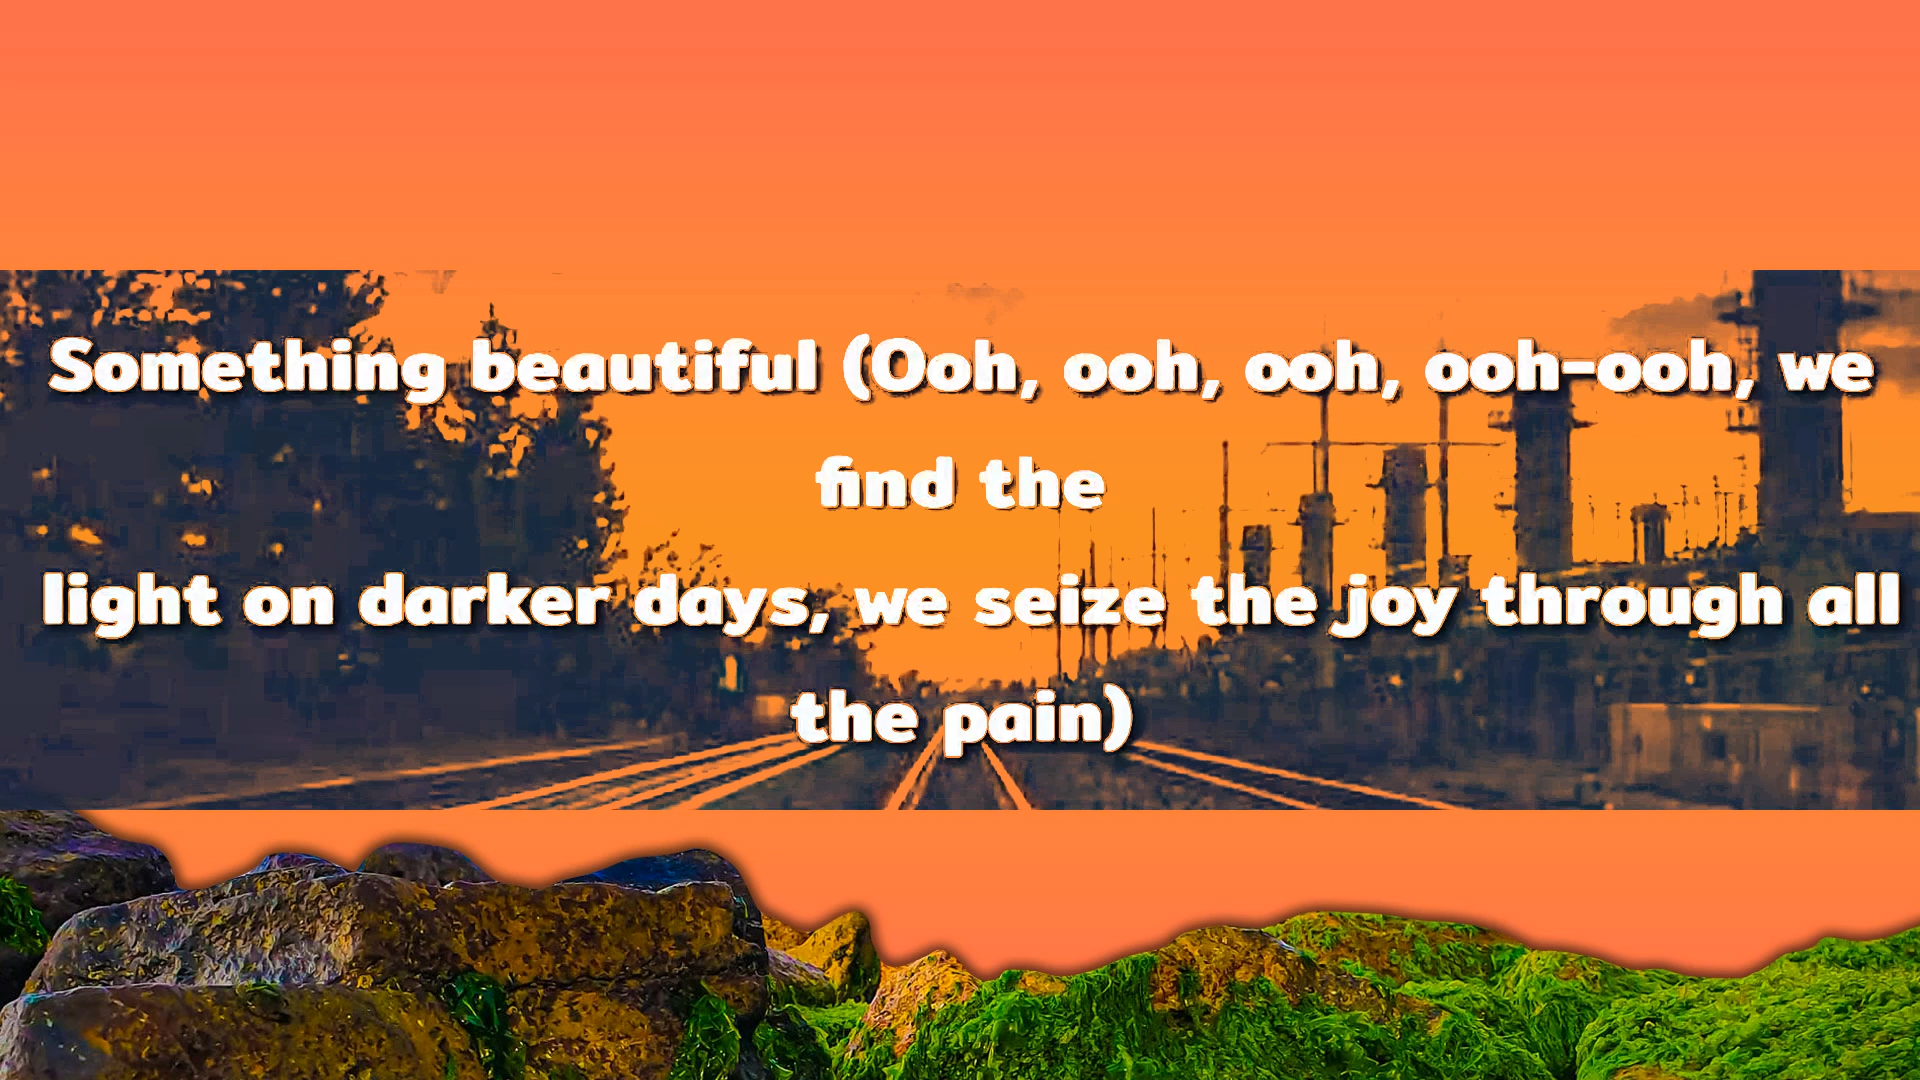 Something beautiful (Ooh, ooh, ooh, ooh-ooh, we
find the
light on darker days, we seize the joy through all
the pain)